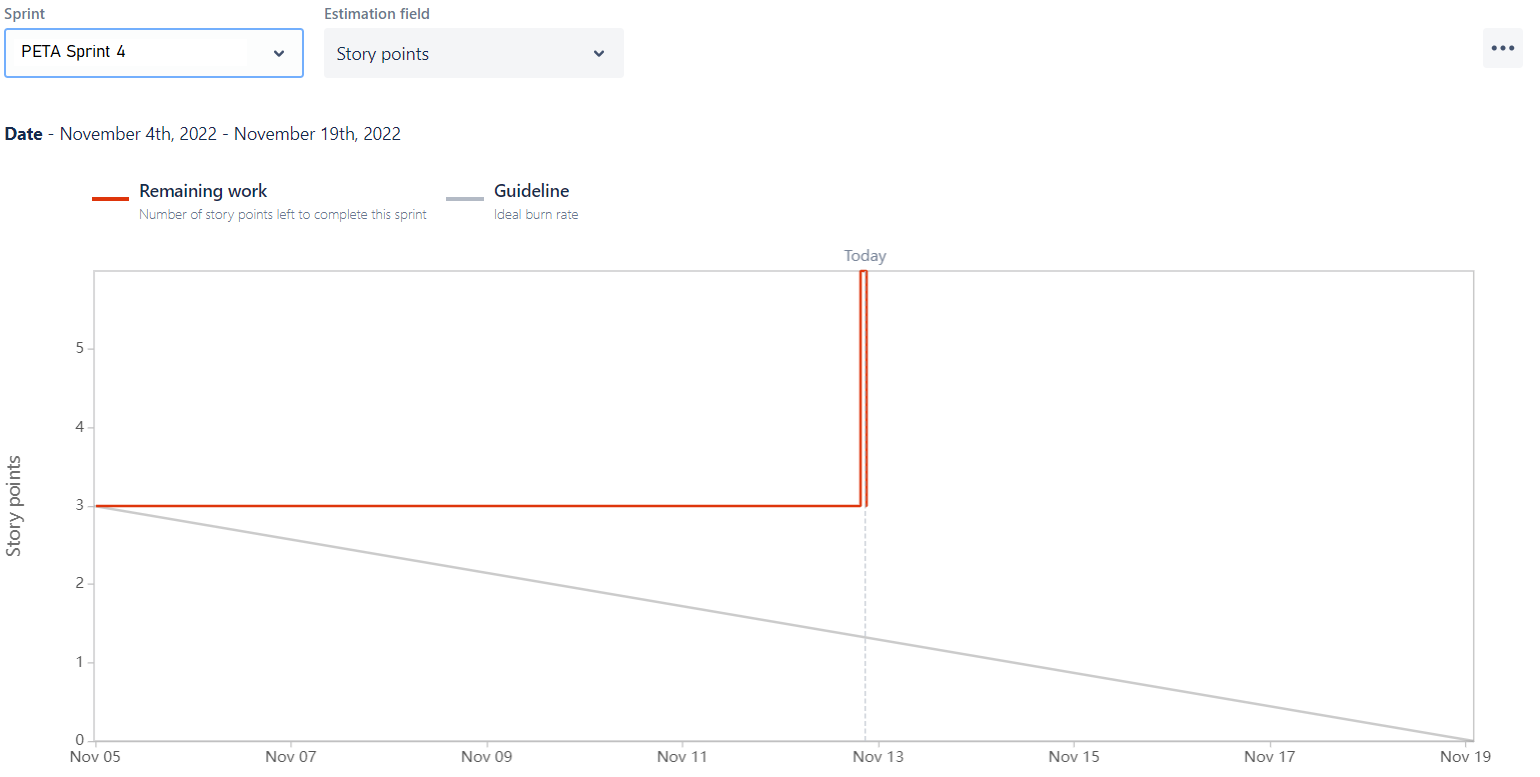 Sprint
Estimation field
PETA Sprint 4
Story points
Date - November 4th, 2022 - November 19th, 2022
Remaining work
Number of story points left to complete this sprint
Guideline
Ideal burn rate
Today
5
4
3
2
1
0
Story points
Nov 05
Nov 07
Nov 09
Nov 11
Nov 13
Nov 15
Nov 17
Nov 19